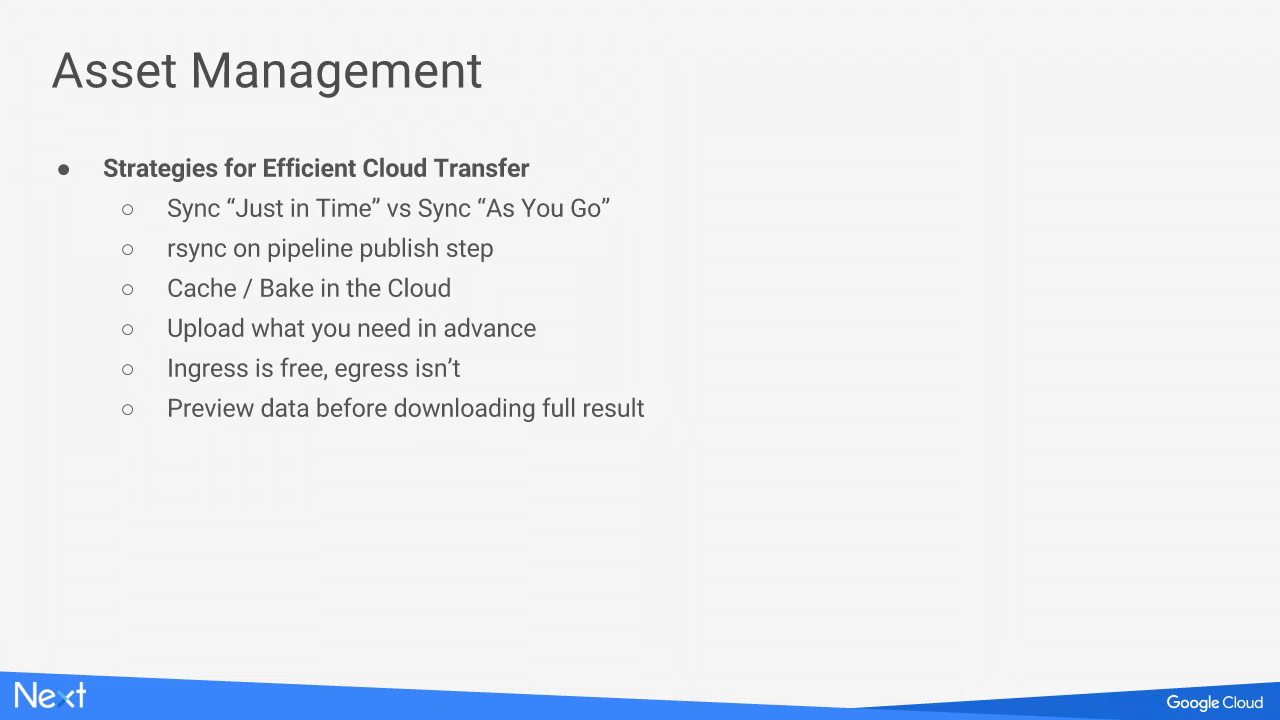 Asset Management
● Strategies for Efficient Cloud Transfer
○ Sync “Just in Time” vs Sync “As You Go”
○ rsync on pipeline publish step
○ Cache / Bake in the Cloud
○ Upload what you need in advance
○ Ingress is free, egress isn’t
○ Preview data before downloading full result
Next
Google Cloud